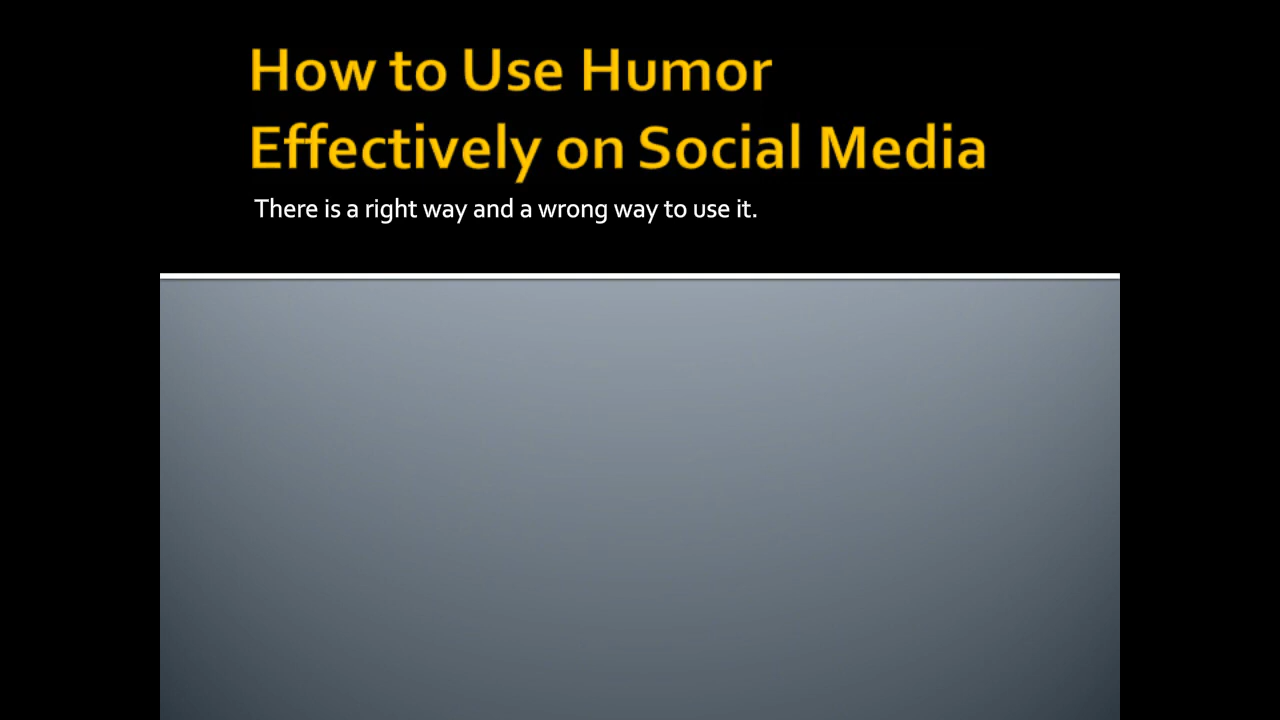 How to Use Humor
Effectively on Social Media
There is a right way and a wrong way to use it.